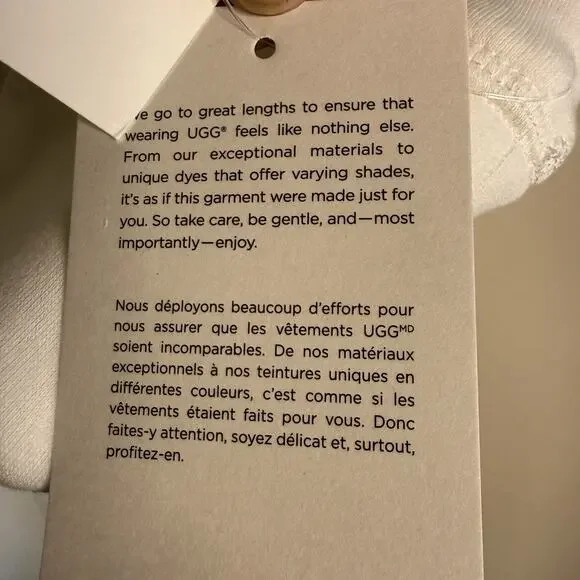 we go to great lengths to ensure that
wearing UGG® feels like nothing else.
From our exceptional materials to
unique dyes that offer varying shades,
it's as if this garment were made just for
you. So take care, be gentle, and—most
importantly—enjoy.
Nous déployons beaucoup d'efforts pour
nous assurer que les vêtements UGGᴹᴰ
soient incomparables. De nos matériaux
exceptionnels à nos teintures uniques en
différentes couleurs, c'est comme si les
vêtements étaient faits pour vous. Donc
faites-y attention, soyez délicat et, surtout,
profitez-en.